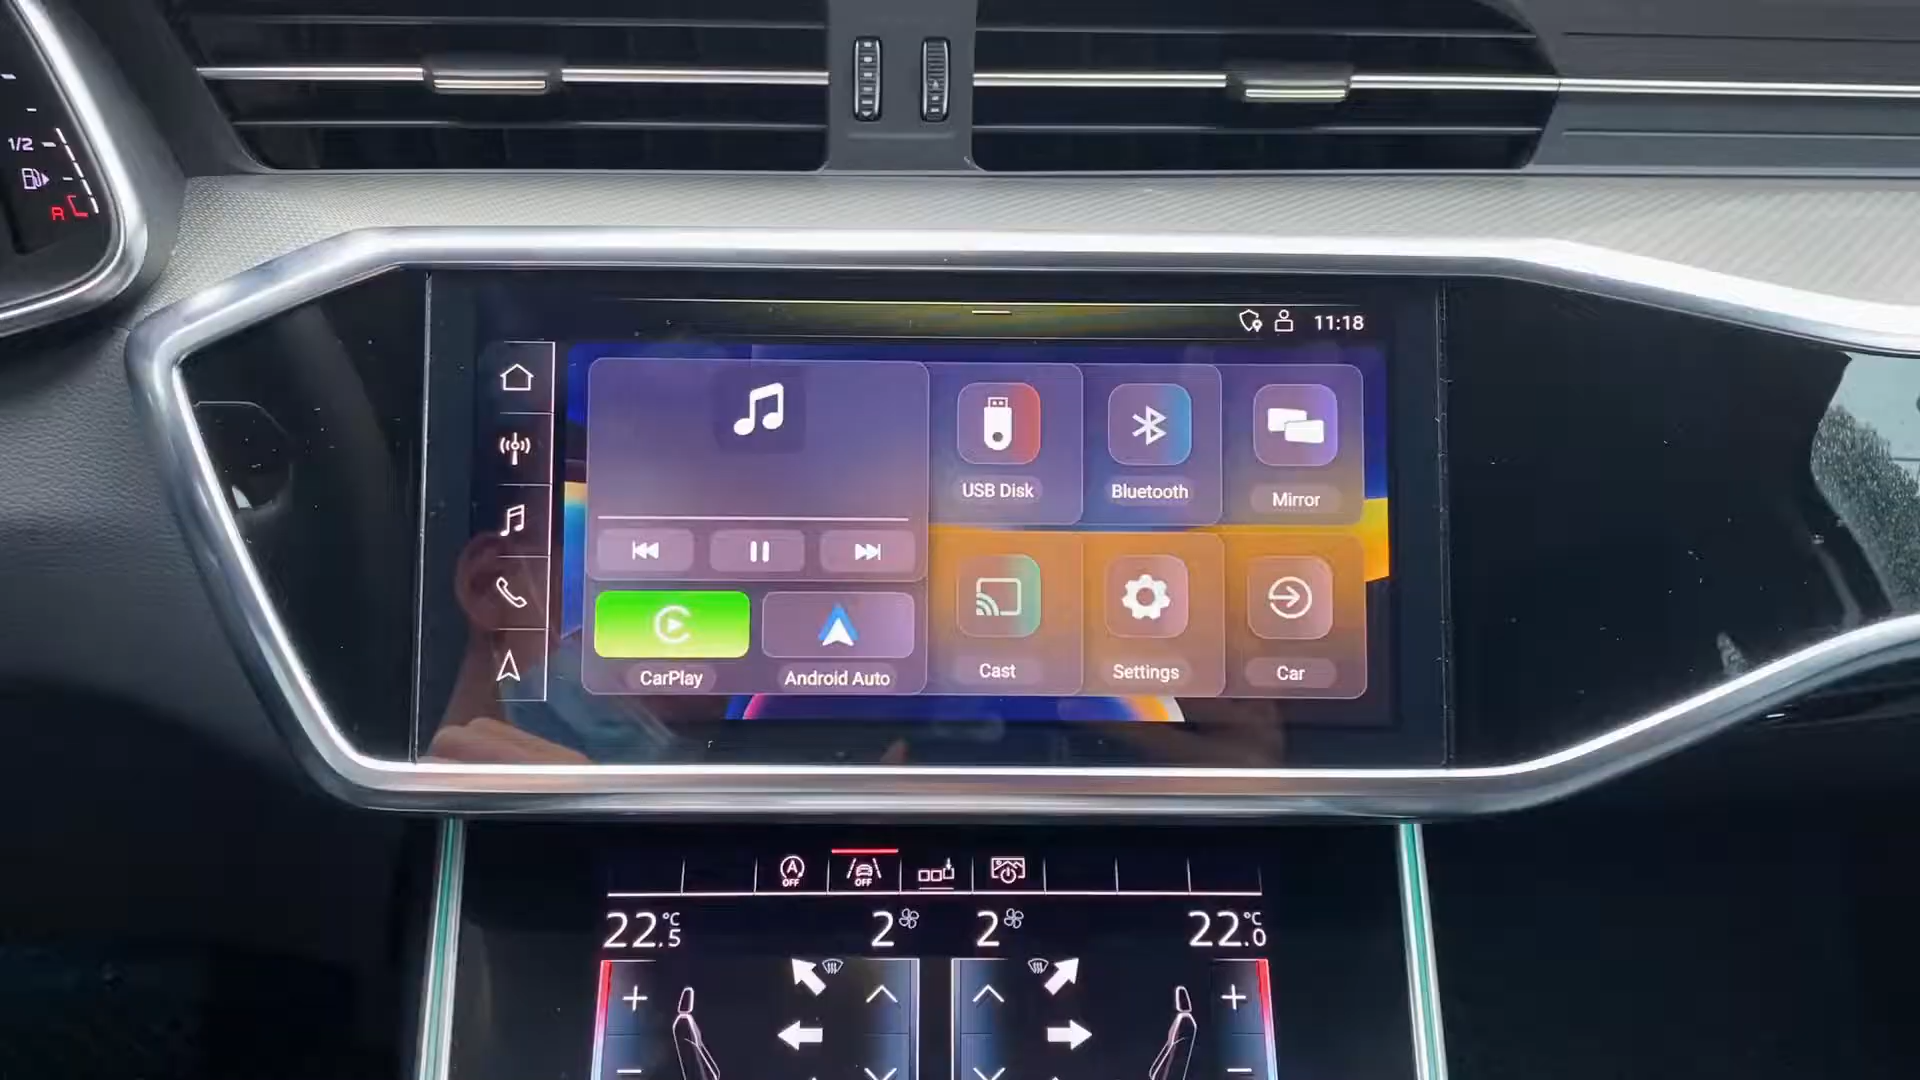 1/2
R
11:18
USB Disk
Bluetooth
Mirror
CarPlay
Android Auto
Cast
Settings
Car
A
OFF
OFF
22.5 °C
2
2
22.0 °C